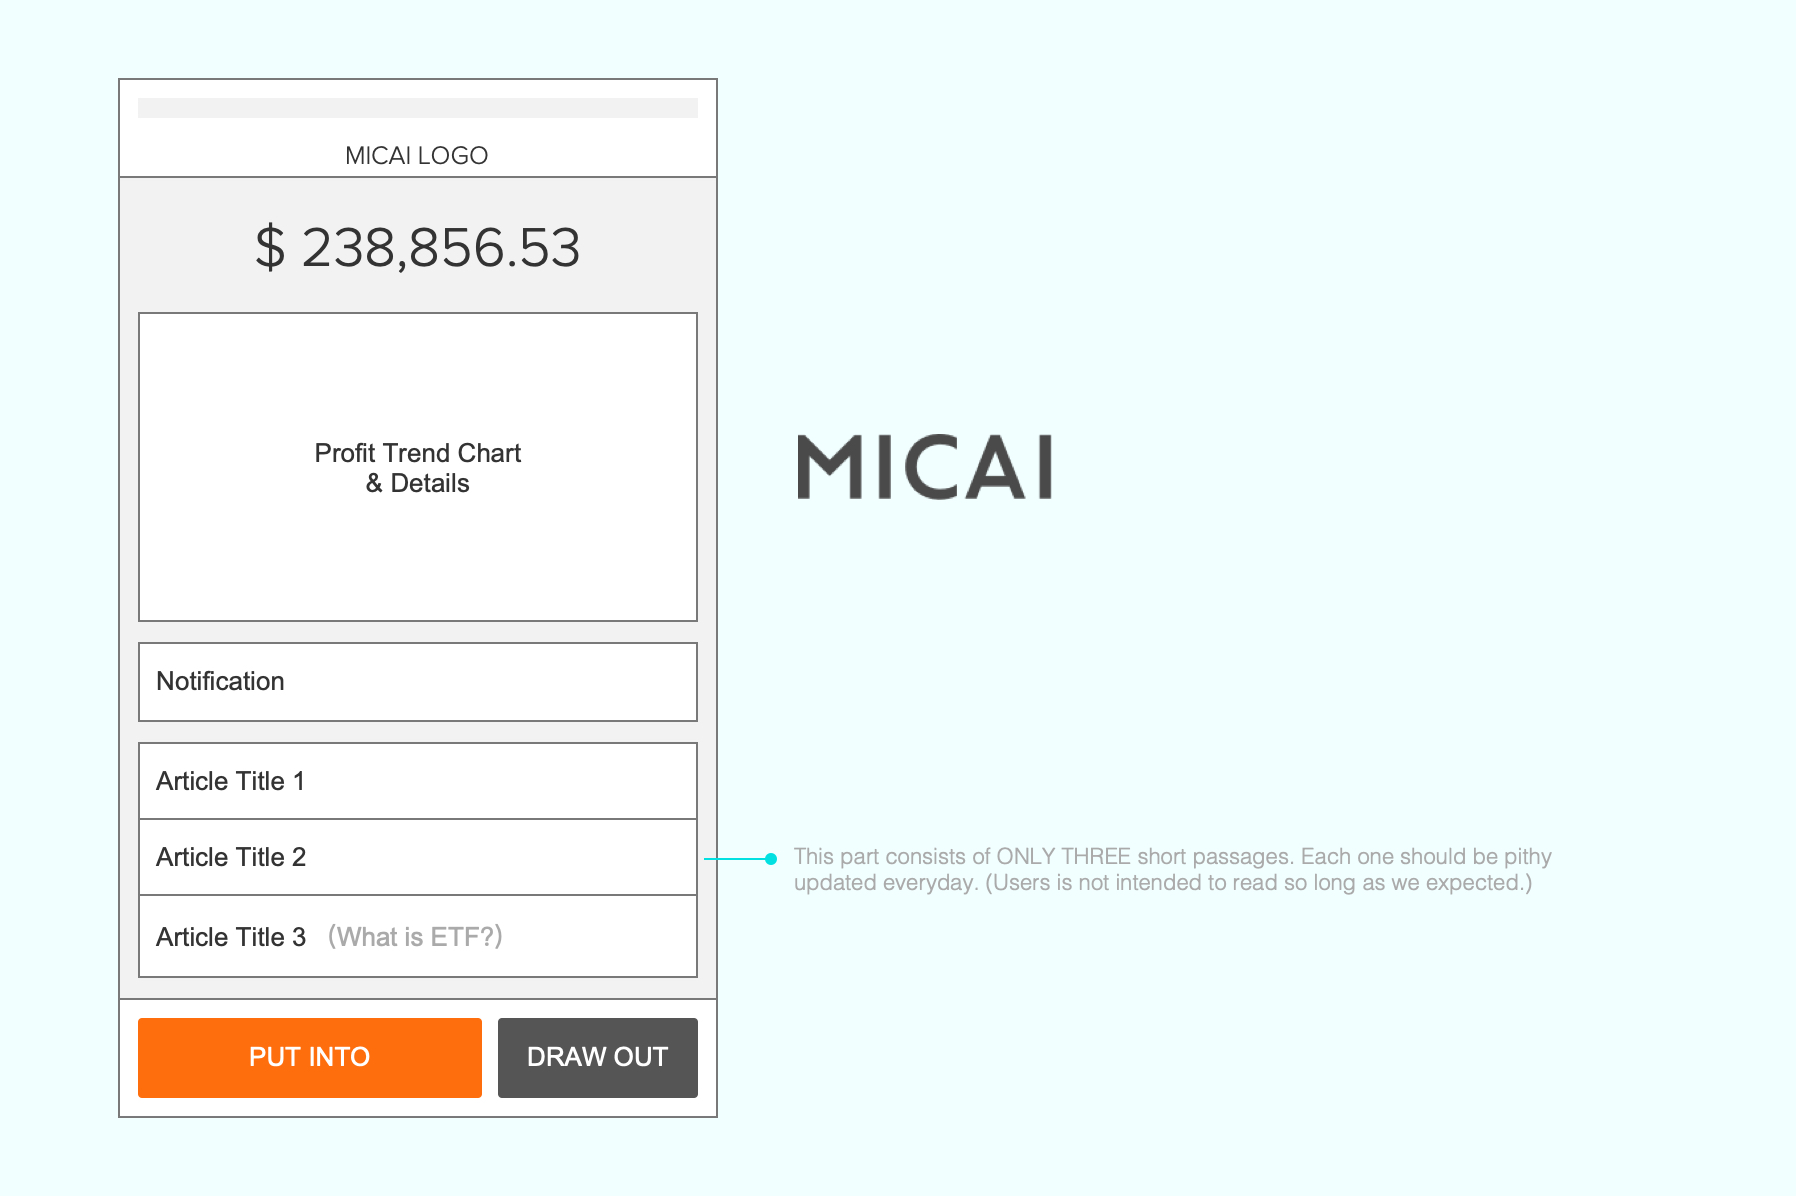 MICAI LOGO
$ 238,856.53
Profit Trend Chart
& Details
Notification
Article Title 1
Article Title 2
Article Title 3 (What is ETF?)
PUT INTO
DRAW OUT
MICAI
This part consists of ONLY THREE short passages. Each one should be pithy
updated everyday. (Users is not intended to read so long as we expected.)